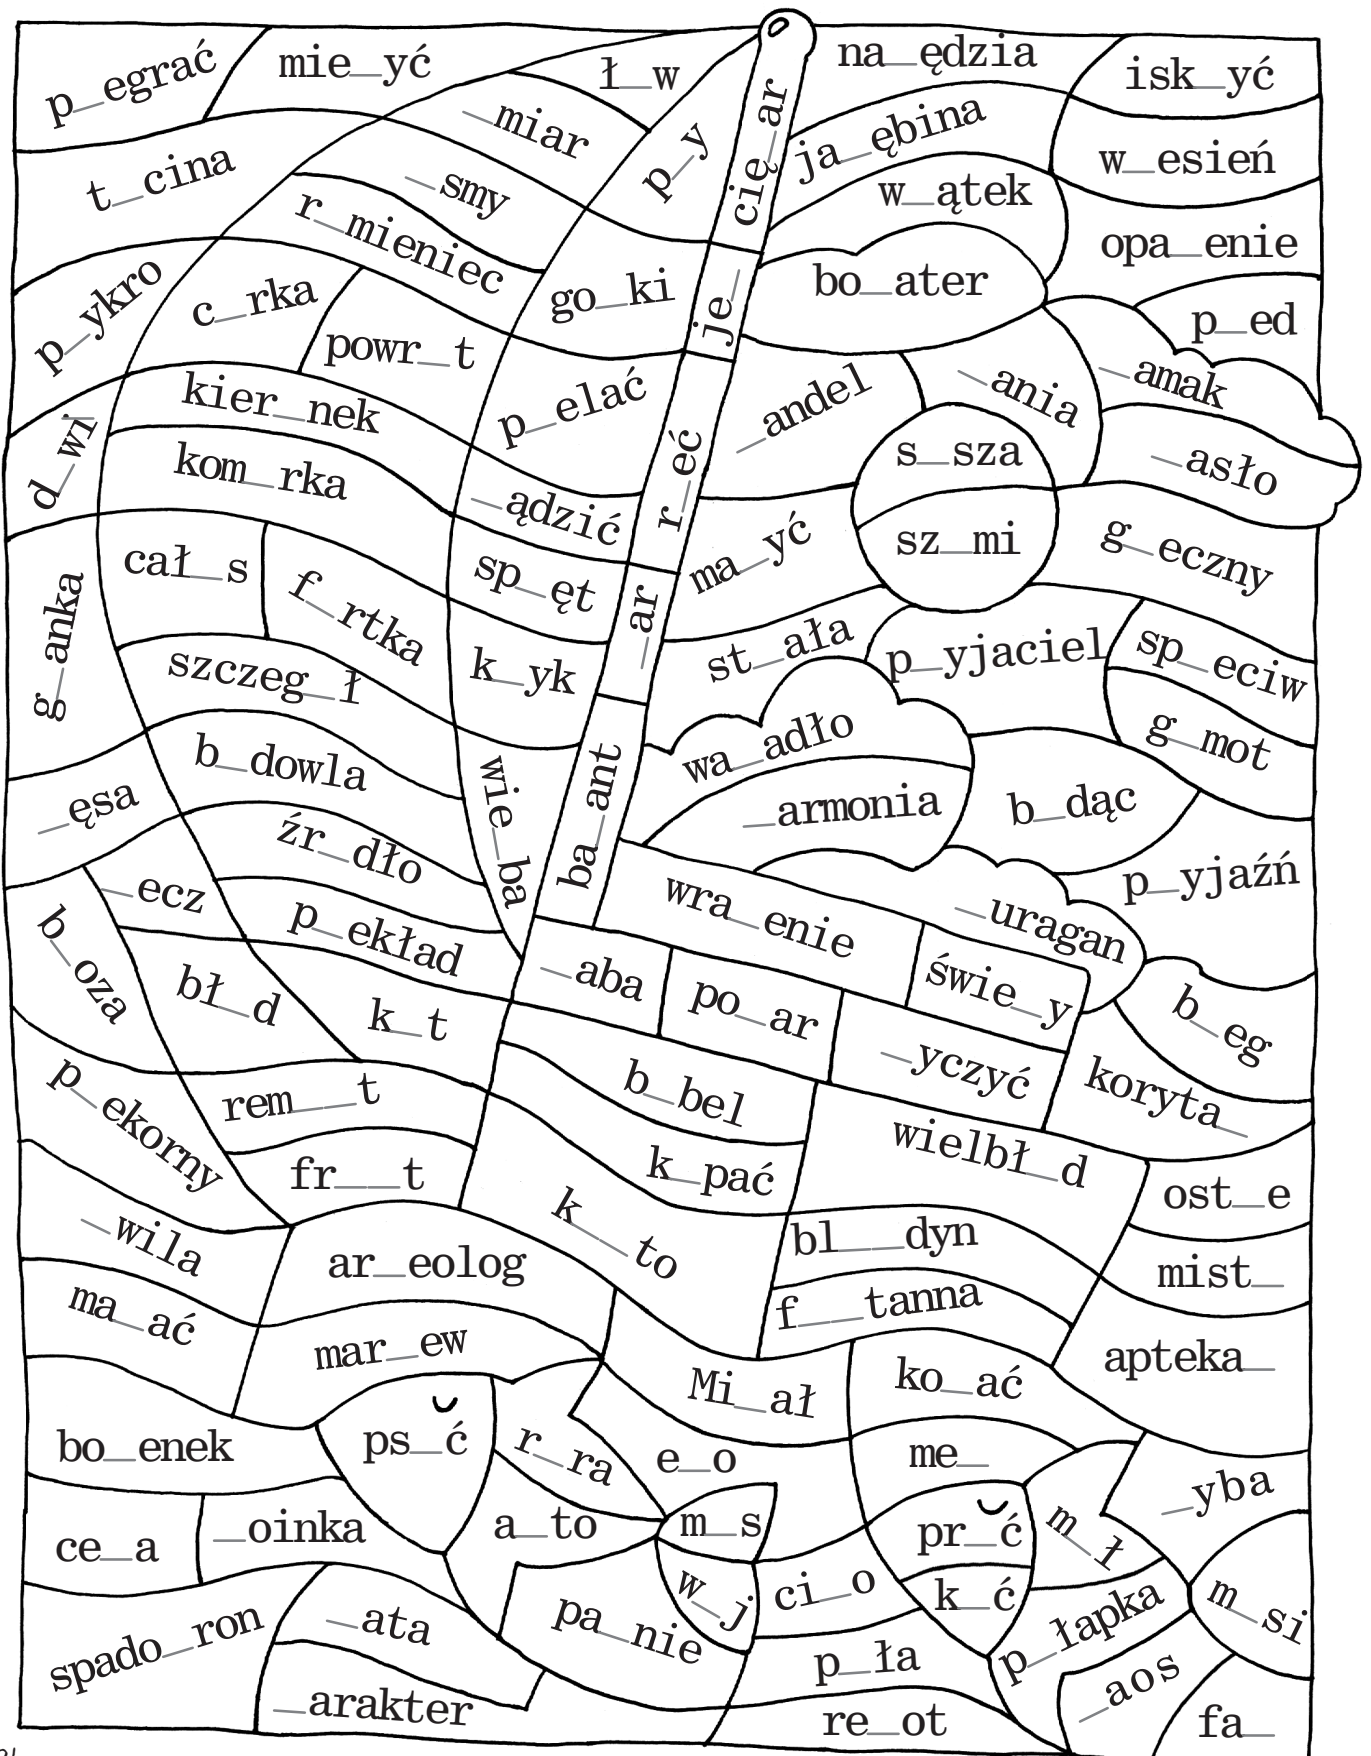 p_egrać
mie_yć
ł_w
na_ędzia
isk_yć
_miar
p_y
cię_ar
ja_ębina
w_esień
t_cina
_smy
w_ątek
r_mieniec
opa_enie
p_ykro
c_rka
go_ki
je_
bo_ater
powr_t
p_ed
kier_nek
p_elać
_andel
_ania
_amak
d_wi
kom_rka
r_eć
s_sza
_asło
_ądzić
cał_s
f_rtka
sp_ęt
ma_yć
sz_mi
g_eczny
g_anka
_ar
szczeg_ł
k_yk
st_ała
p_yjaciel
sp_eciw
b_dowla
wa_adło
g_mot
_ęsa
wie_ba
ba_ant
_armonia
b_dąc
źr_dło
p_yjaźń
_ecz
wra_enie
_uragan
b_oza
p_ekład
bł_d
_aba
świe_y
k_t
po_ar
b_eg
p_ekorny
rem__t
b_bel
_yczyć
koryta_
fr__t
k_pać
wielbł_d
ost_e
_wila
k__to
bl__dyn
ar_eolog
mist_
ma_ać
f__tanna
mar_ew
apteka_
Mi_ał
ko_ać
bo_enek
ps_ć
r_ra
e_o
me_
_yba
ce_a
_oinka
a_to
m_s
pr_ć
m_ł
w_j
ci_o
k_ć
m_si
spado_ron
_ata
pa_nie
p_łapka
p_ła
_arakter
_aos
re_ot
fa_